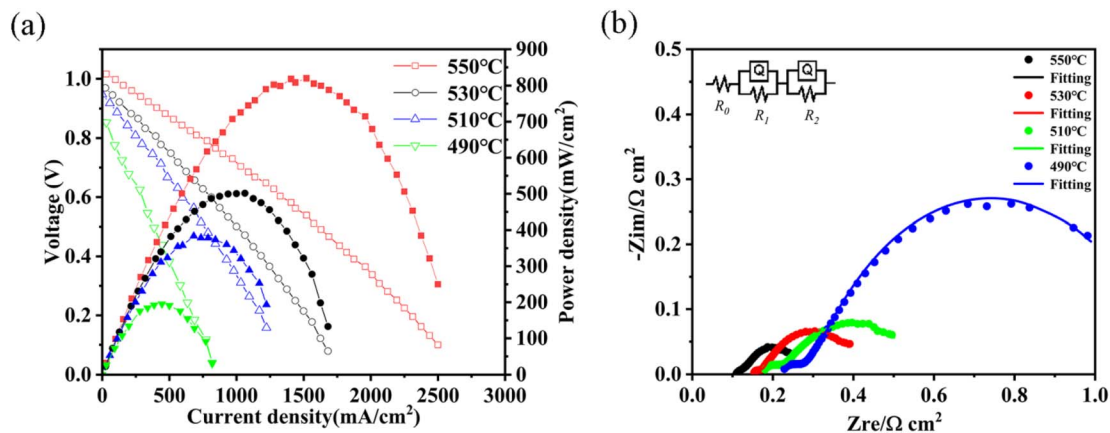 (a)
Voltage (V)
1.0
0.8
0.6
0.4
0.2
0.0
0
500
1000
1500
2000
2500
3000
Current density(mA/cm²)
900
800
700
600
500
400
300
200
100
0
Power density(mW/cm²)
550°C
530°C
510°C
490°C
(b)
-Zim/Ω cm²
0.5
0.4
0.3
0.2
0.1
0.0
0.0
0.2
0.4
0.6
0.8
1.0
Zre/Ω cm²
Q
Q
R₀
R₁
R₂
550°C
Fitting
530°C
Fitting
510°C
Fitting
490°C
Fitting